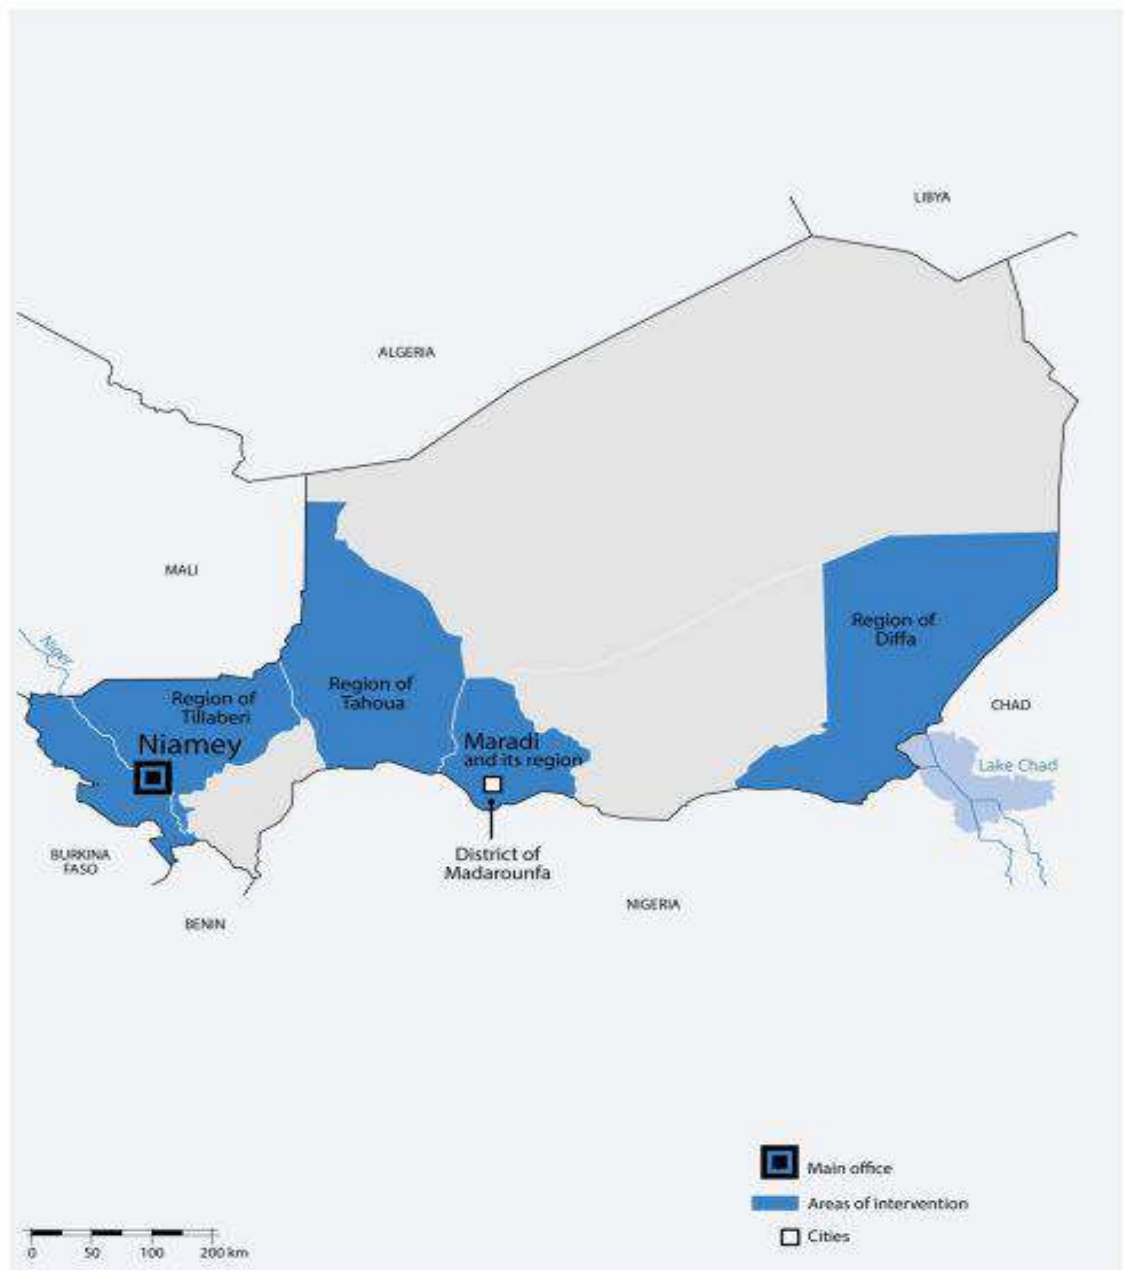 LIBYA
ALGERIA
MALI
Niger
Region of
Diffa
Region of
Tahoua
Region of
Tillaberi
CHAD
Niamey
Maradi
and its region
Lake Chad
BURKINA
FASO
District of
Madarounfa
NIGERIA
BENIN
Main office
Areas of intervention
Cities
0 50 100 200 km